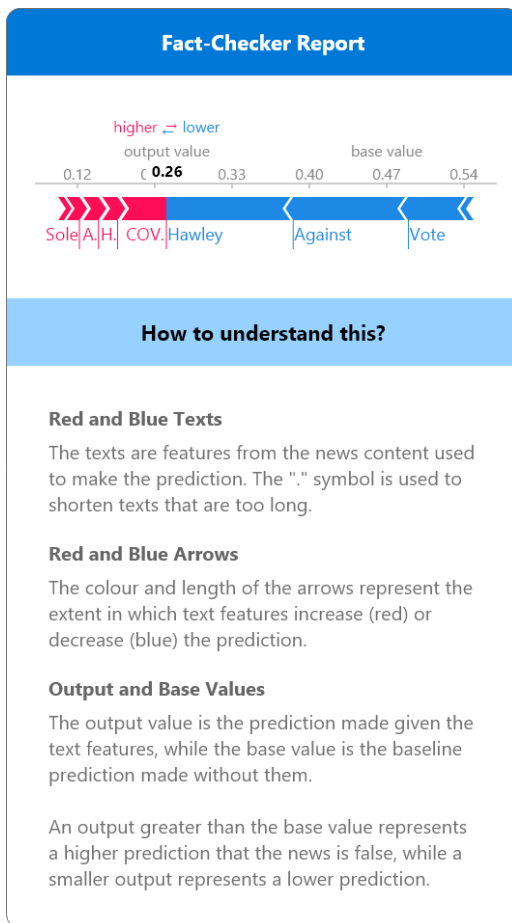 Fact-Checker Report
higher ⇄ lower
output value base value
0.12 0.26 0.33 0.40 0.47 0.54
Sole A. H. COV. Hawley Against Vote
How to understand this?
Red and Blue Texts
The texts are features from the news content used
to make the prediction. The "." symbol is used to
shorten texts that are too long.
Red and Blue Arrows
The colour and length of the arrows represent the
extent in which text features increase (red) or
decrease (blue) the prediction.
Output and Base Values
The output value is the prediction made given the
text features, while the base value is the baseline
prediction made without them.
An output greater than the base value represents
a higher prediction that the news is false, while a
smaller output represents a lower prediction.